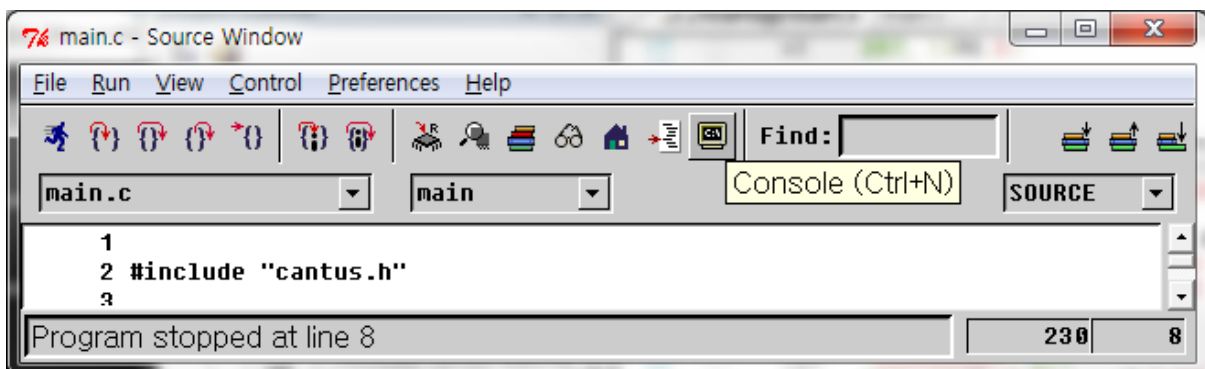 main.c - Source Window
File Run View Control Preferences Help
Find:
Console (Ctrl+N)
main.c main SOURCE
1
2 #include "cantus.h"
3
Program stopped at line 8 230 8